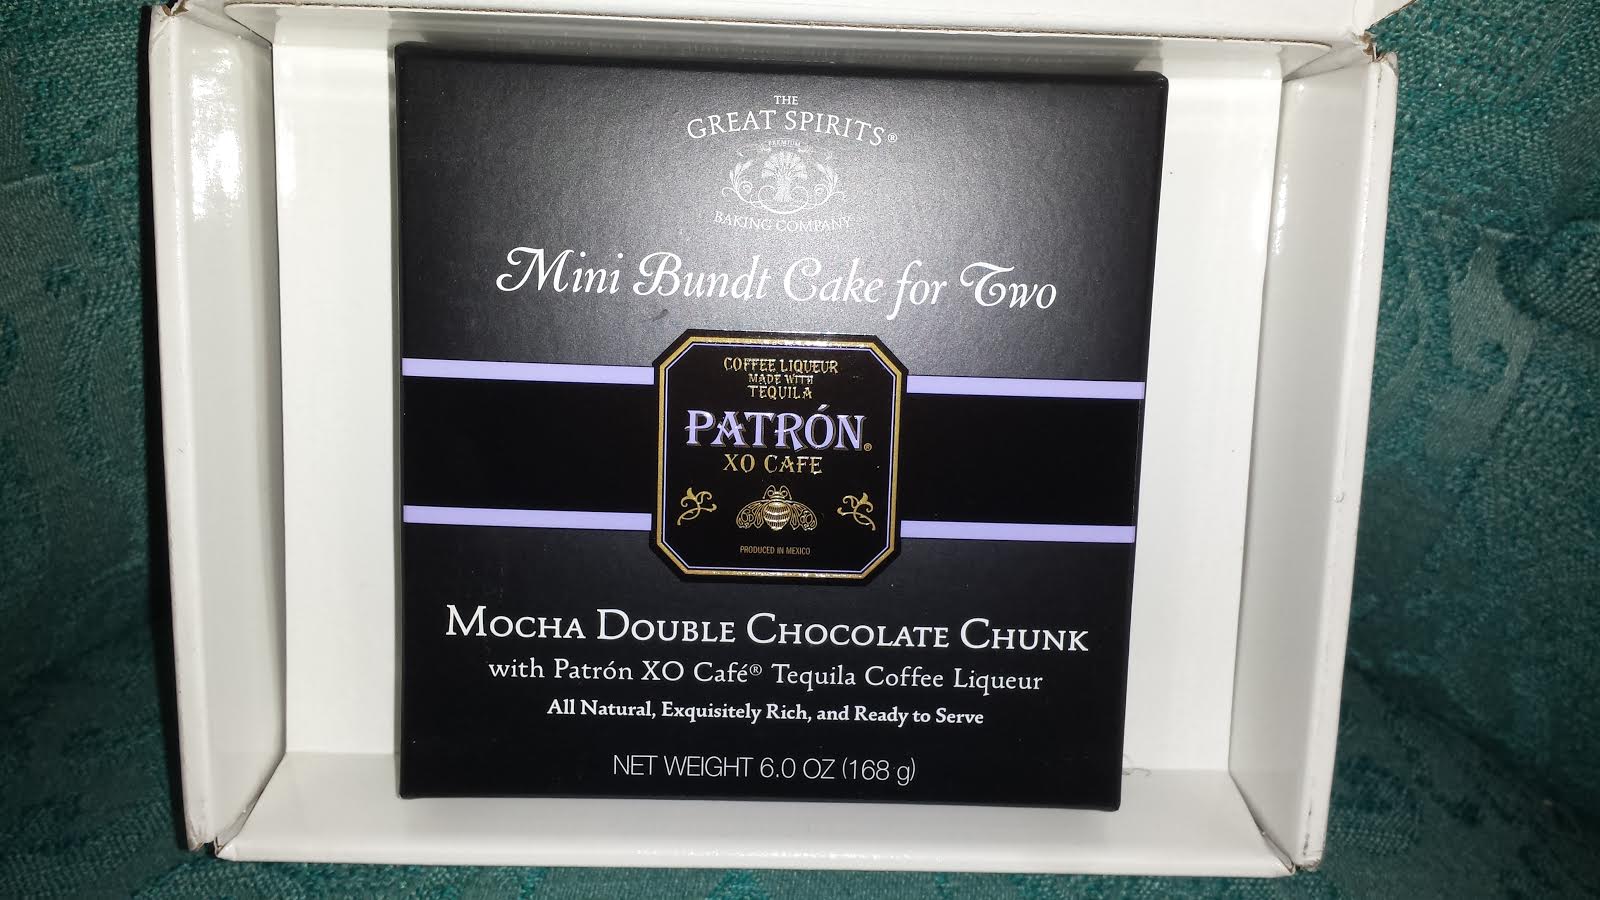 THE
GREAT SPIRITS®
PREMIUM
BAKING COMPANY
Mini Bundt Cake for Two
COFFEE LIQUEUR
MADE WITH
TEQUILA
PATRÓN®
XO CAFE
PRODUCED IN MEXICO
MOCHA DOUBLE CHOCOLATE CHUNK
with Patrón XO Café® Tequila Coffee Liqueur
All Natural, Exquisitely Rich, and Ready to Serve
NET WEIGHT 6.0 OZ (168 g)